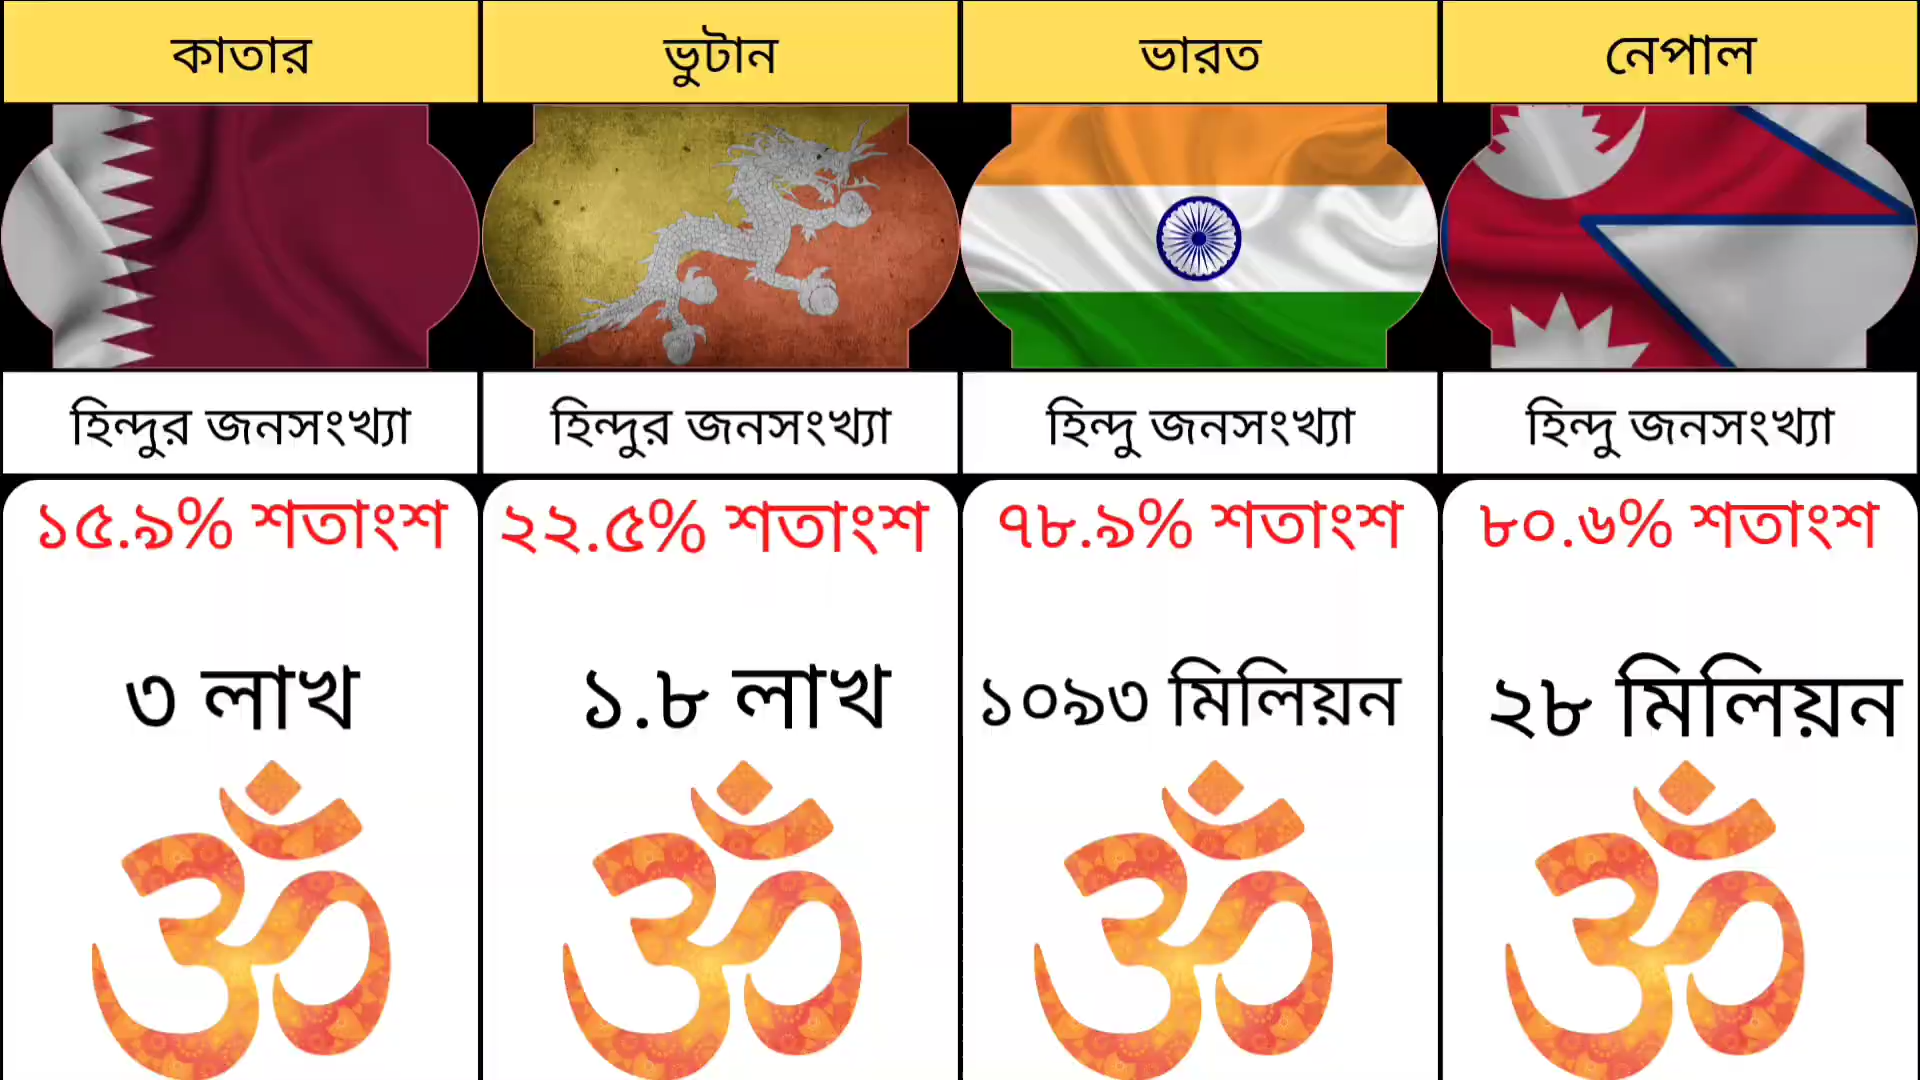 কাতার
ভুটান
ভারত
নেপাল
হিন্দুর জনসংখ্যা
হিন্দুর জনসংখ্যা
হিন্দু জনসংখ্যা
হিন্দু জনসংখ্যা
১৫.৯% শতাংশ
২২.৫% শতাংশ
৭৮.৯% শতাংশ
৮০.৬% শতাংশ
৩ লাখ
১.৮ লাখ
১০৯৩ মিলিয়ন
২৮ মিলিয়ন
ॐ
ॐ
ॐ
ॐ